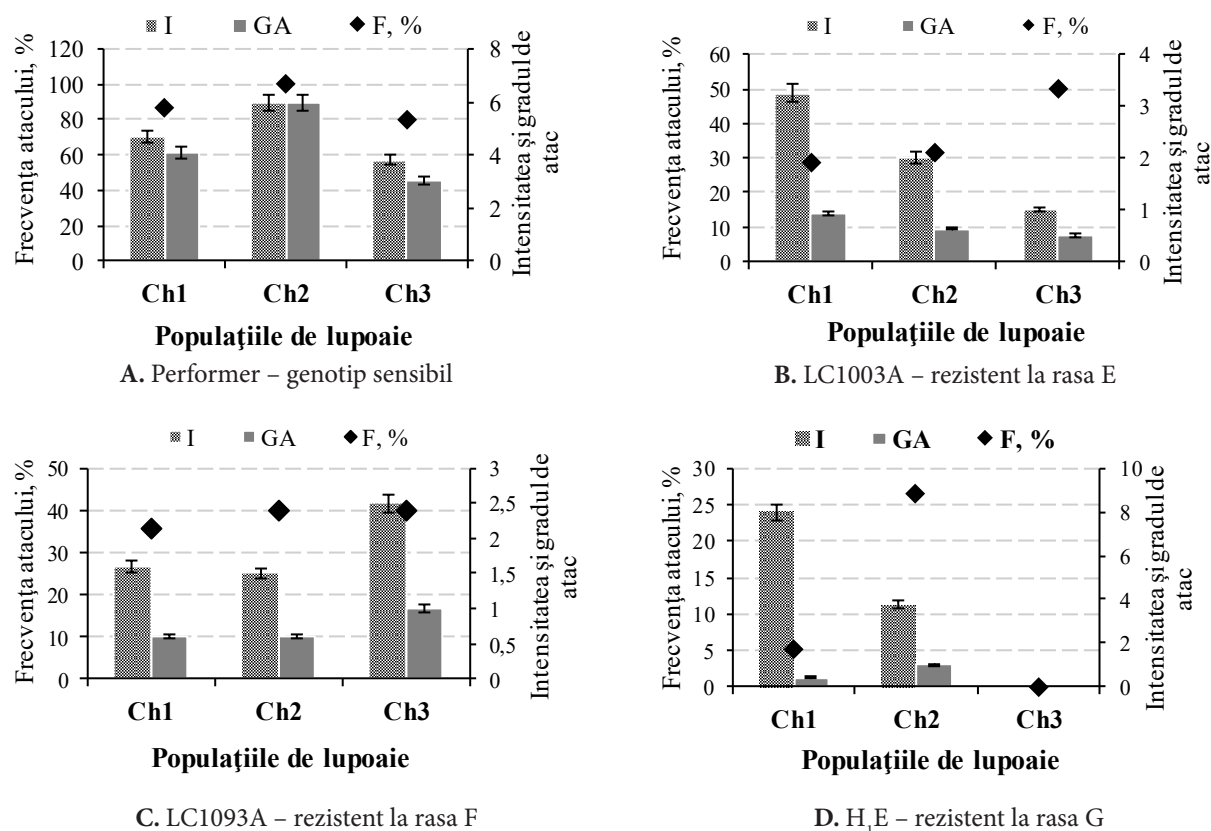 I GA F, %
Frecvenţa atacului, %
120
100
80
60
40
20
0
8
6
4
2
0
Intensitatea și gradul de
atac
Ch1 Ch2 Ch3
Populaţiile de lupoaie
A. Performer – genotip sensibil
I GA F, %
Frecvenţa atacului, %
60
50
40
30
20
10
0
4
3
2
1
0
Intensitatea și gradul de
atac
Ch1 Ch2 Ch3
Populaţiile de lupoaie
B. LC1003A – rezistent la rasa E
I GA F, %
Frecvenţa atacului, %
50
40
30
20
10
0
3
2,5
2
1,5
1
0,5
0
Intensitatea și gradul de
atac
Ch1 Ch2 Ch3
Populaţiile de lupoaie
C. LC1093A – rezistent la rasa F
I GA F, %
Frecvenţa atacului, %
30
25
20
15
10
5
0
10
8
6
4
2
0
Intensitatea și gradul de
atac
Ch1 Ch2 Ch3
Populaţiile de lupoaie
D. H₁E – rezistent la rasa G